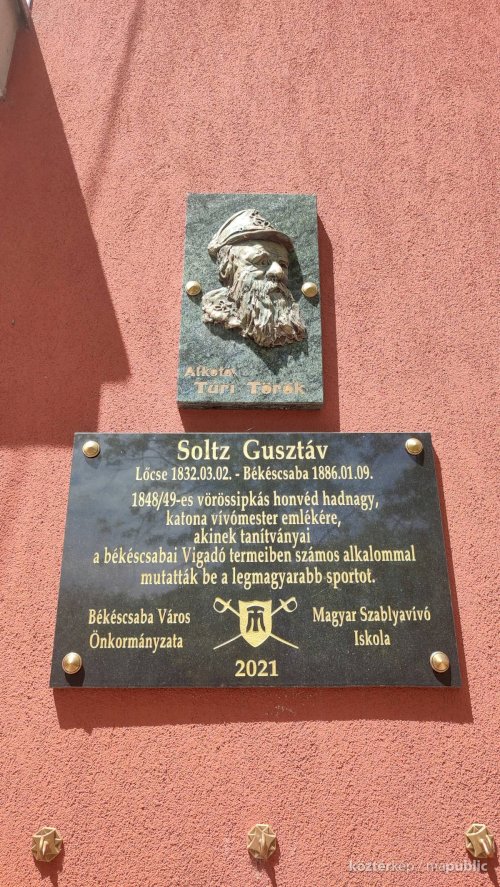 Alkotó
Türi Török
Soltz Gusztáv
Lőcse 1832.03.02. - Békéscsaba 1886.01.09.
1848/49-es vörössipkás honvéd hadnagy,
katona vívómester emlékére,
akinek tanítványai
a békéscsabai Vigadó termeiben számos alkalommal
mutatták be a legmagyarabb sportot.
Békéscsaba Város
Önkormányzata
Magyar Szablyavívó
Iskola
2021
köztérkép / mapublic